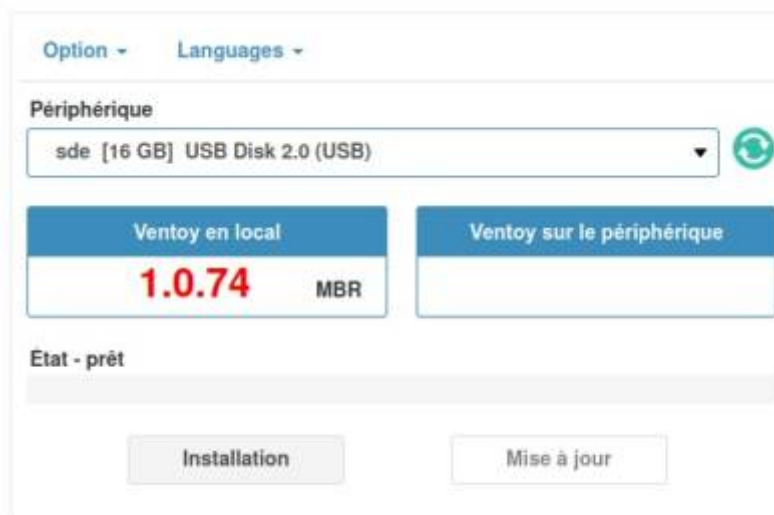 Option Languages
Périphérique
sde [16 GB] USB Disk 2.0 (USB)
Ventoy en local Ventoy sur le périphérique
1.0.74 MBR
État - prêt
Installation Mise à jour